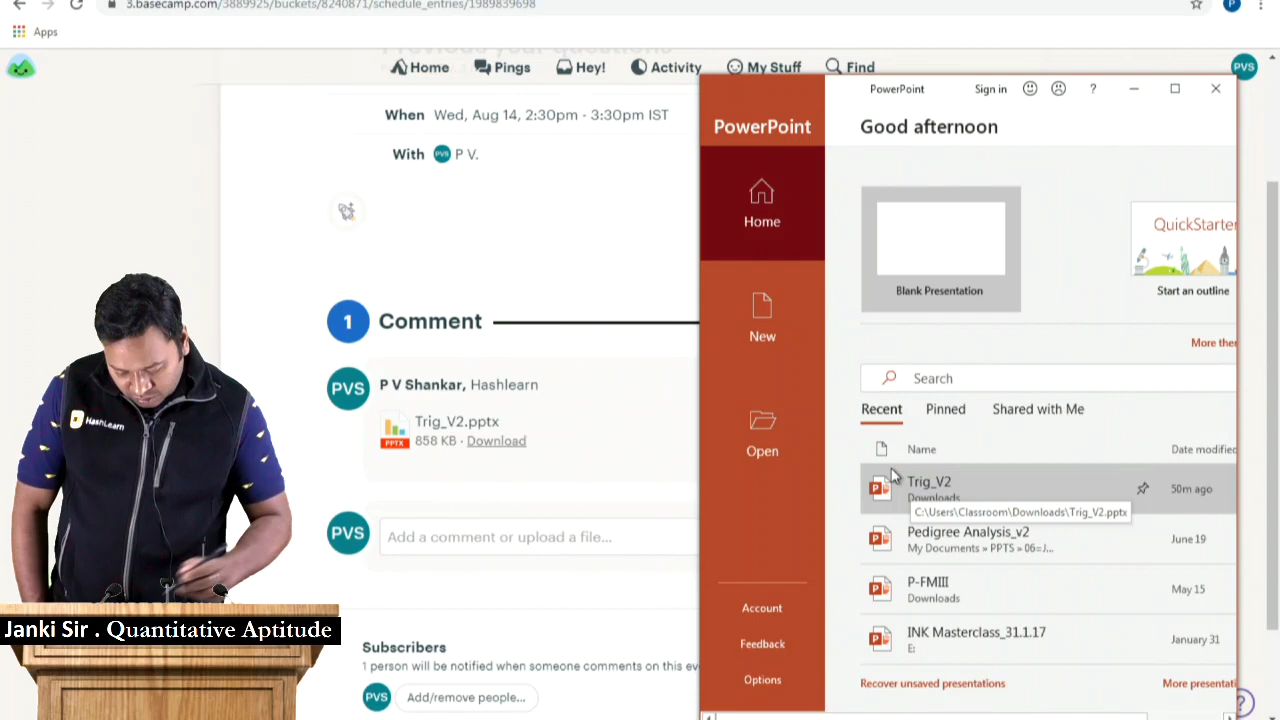 3.basecamp.com/3889925/buckets/8240871/schedule_entries/1989839698
P
Apps
Previous your questions
Home
Pings
Hey!
Activity
My Stuff
Find
PVS
When Wed, Aug 14, 2:30pm - 3:30pm IST
With PVS P V.
1 Comment
PVS
P V Shankar, Hashlearn
PPTX
Trig_V2.pptx
858 KB · Download
PVS
Add a comment or upload a file...
Subscribers
1 person will be notified when someone comments on this
PVS
Add/remove people...
PowerPoint
Home
New
Open
Account
Feedback
Options
PowerPoint
Sign in
?
Good afternoon
Blank Presentation
QuickStarter
Start an outline
More
Search
Recent
Pinned
Shared with Me
Name
Date modified
Trig_V2
Downloads
50m ago
C:\Users\Classroom\Downloads\Trig_V2.pptx
Pedigree Analysis_v2
My Documents » PPTS » 06=J...
June 19
P-FMIII
Downloads
May 15
INK Masterclass_31.1.17
E:
January 31
Recover unsaved presentations
More
?
HashLearn
Janki Sir . Quantitative Aptitude